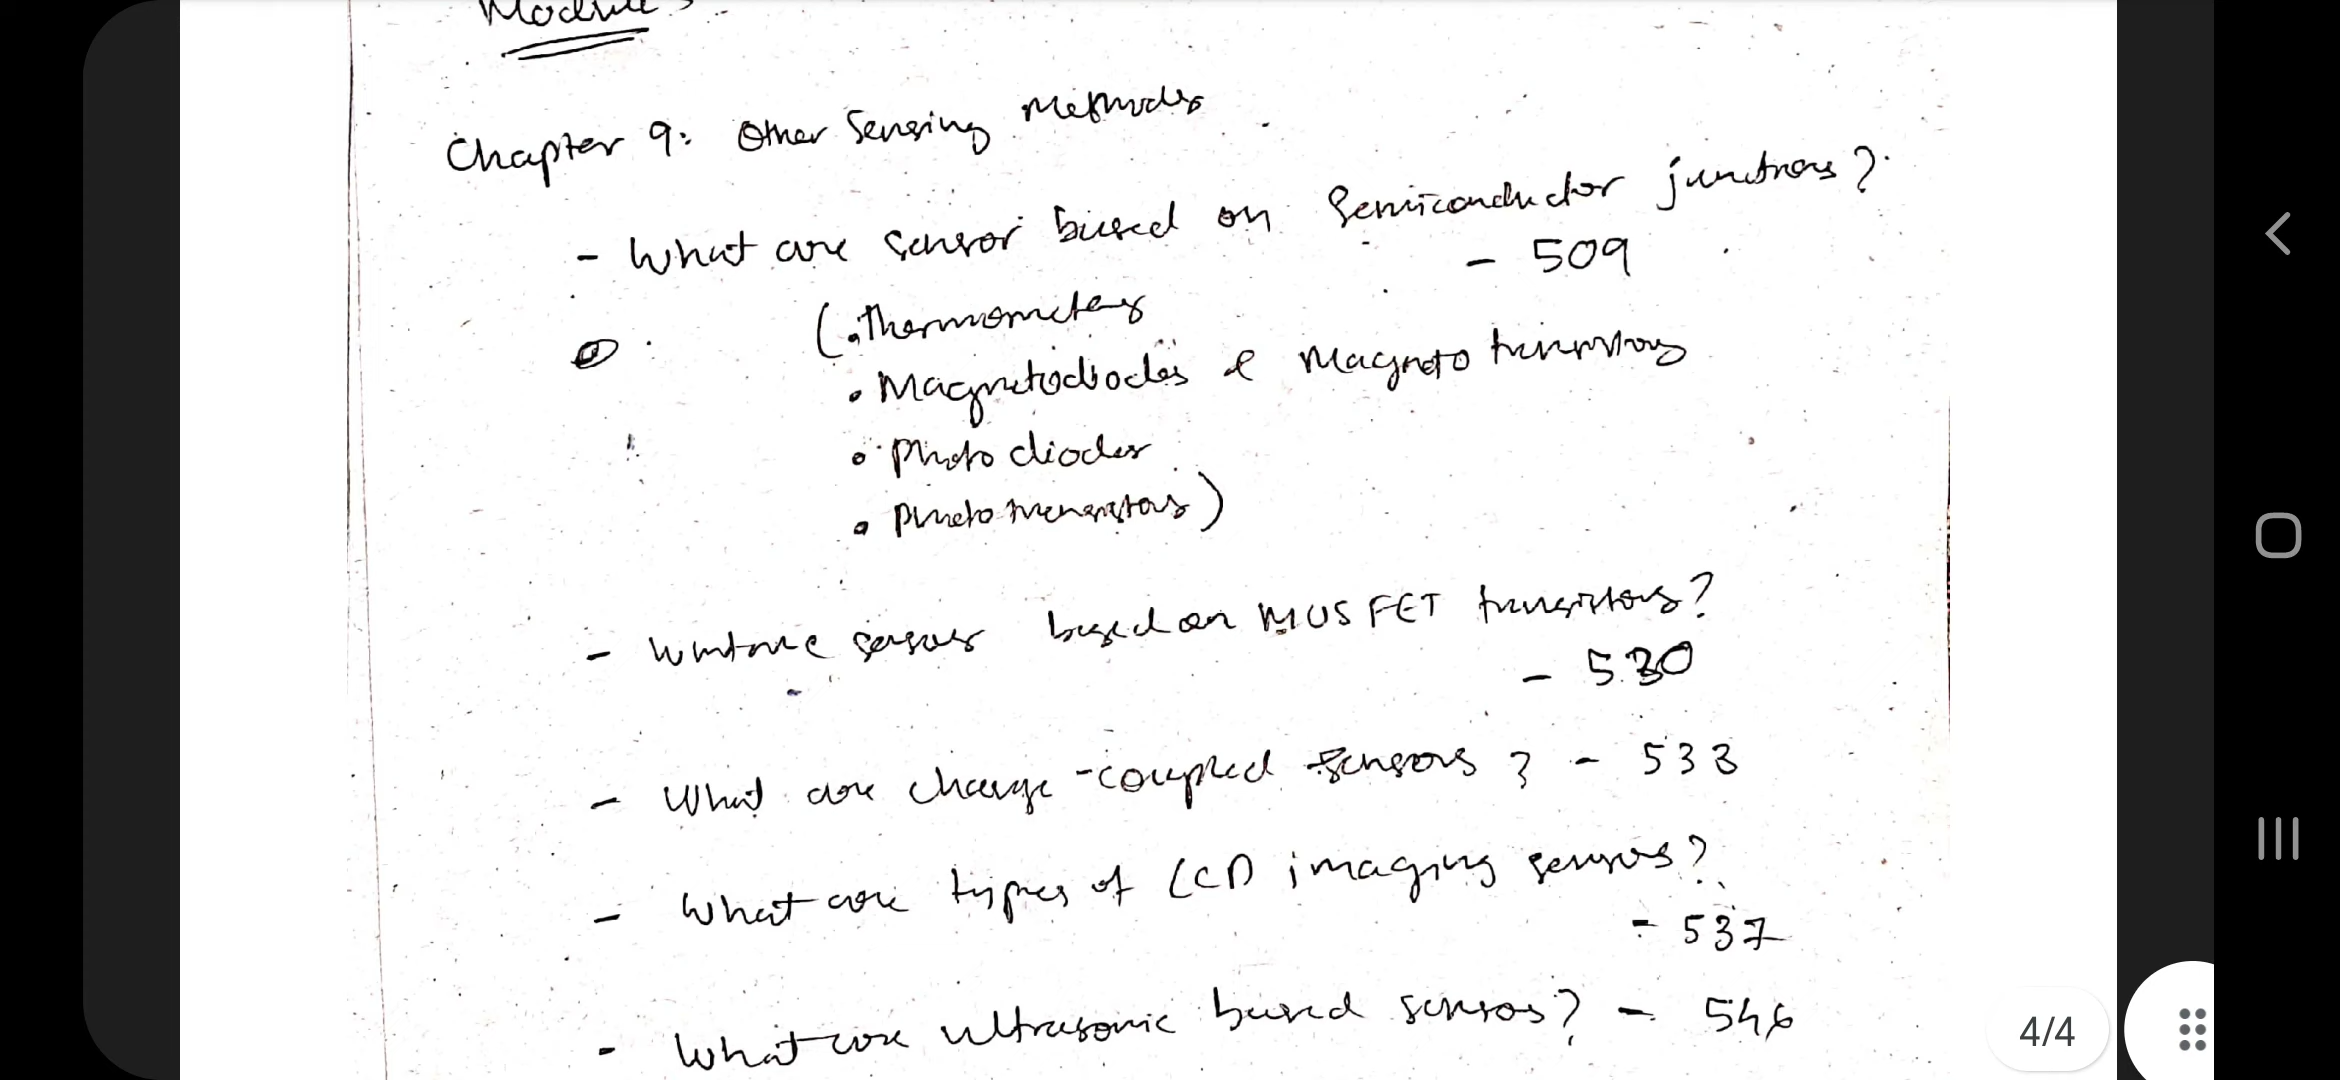 Module
Chapter 9: Other Sensing Methods
- What are sensor based on Semiconductor junctions?
- 509
(. Thermometers
• Magnetodiodes & Magneto transistors
• Photo diodes
• Photo transistors)
- What are sensors based on MOSFET transistors?
- 530
- What are charge-coupled sensors? - 533
- What are types of CCD imaging sensors?
- 537
- What are ultrasonic based sensors? - 546
4/4